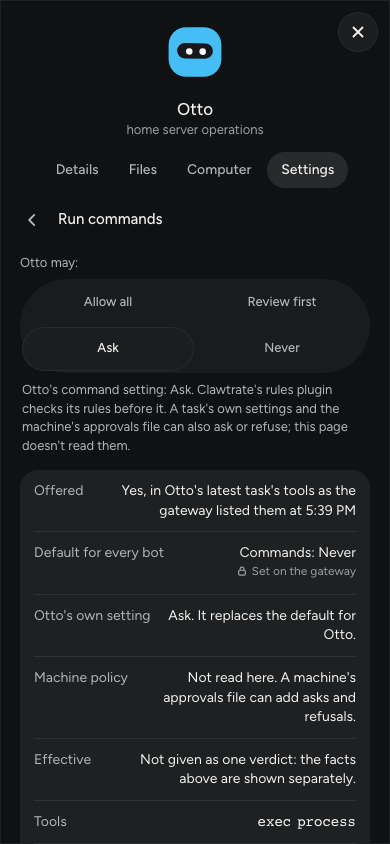 Otto
home server operations
Details Files Computer Settings
Run commands
Otto may:
Allow all Review first
Ask Never
Otto's command setting: Ask. Clawtrate's rules plugin
checks its rules before it. A task's own settings and the
machine's approvals file can also ask or refuse; this page
doesn't read them.
Offered Yes, in Otto's latest task's tools as the
gateway listed them at 5:39 PM
Default for every bot Commands: Never
Set on the gateway
Otto's own setting Ask. It replaces the default for
Otto.
Machine policy Not read here. A machine's
approvals file can add asks and
refusals.
Effective Not given as one verdict: the facts
above are shown separately.
Tools exec process